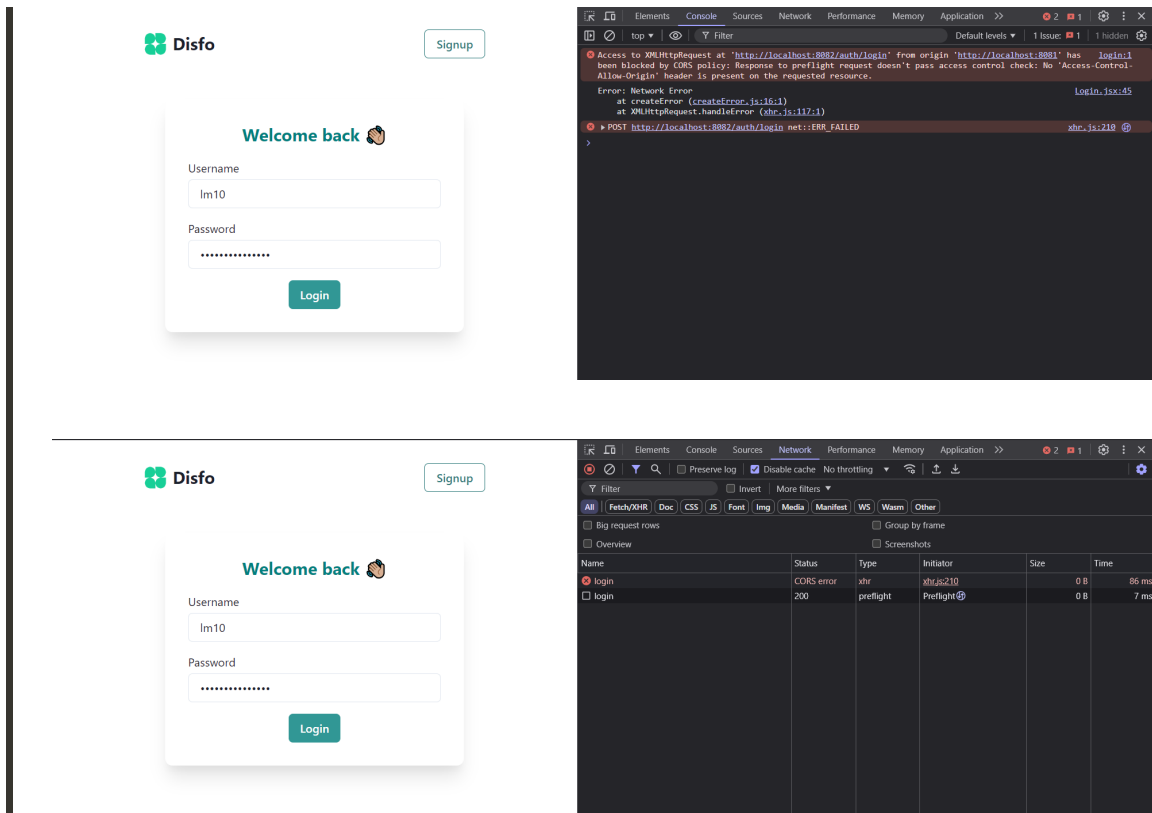 Disfo
Signup
Welcome back 👋🏽
Username
lm10
Password
•••••••••••••••
Login
Elements Console Sources Network Performance Memory Application 2 1
top Filter Default levels 1 Issue: 1 1 hidden
Access to XMLHttpRequest at 'http://localhost:8082/auth/login' from origin 'http://localhost:8081' has login:1
been blocked by CORS policy: Response to preflight request doesn't pass access control check: No 'Access-Control-
Allow-Origin' header is present on the requested resource.
Error: Network Error Login.jsx:45
at createError (createError.js:16:1)
at XMLHttpRequest.handleError (xhr.js:117:1)
POST http://localhost:8082/auth/login net::ERR_FAILED xhr.js:210
Disfo
Signup
Welcome back 👋🏽
Username
lm10
Password
•••••••••••••••
Login
Elements Console Sources Network Performance Memory Application 2 1
Preserve log Disable cache No throttling
Filter Invert More filters
All Fetch/XHR Doc CSS JS Font Img Media Manifest WS Wasm Other
Big request rows Group by frame
Overview Screenshots
Name Status Type Initiator Size Time
login CORS error xhr xhr.js:210 0 B 86 ms
login 200 preflight Preflight 0 B 7 ms